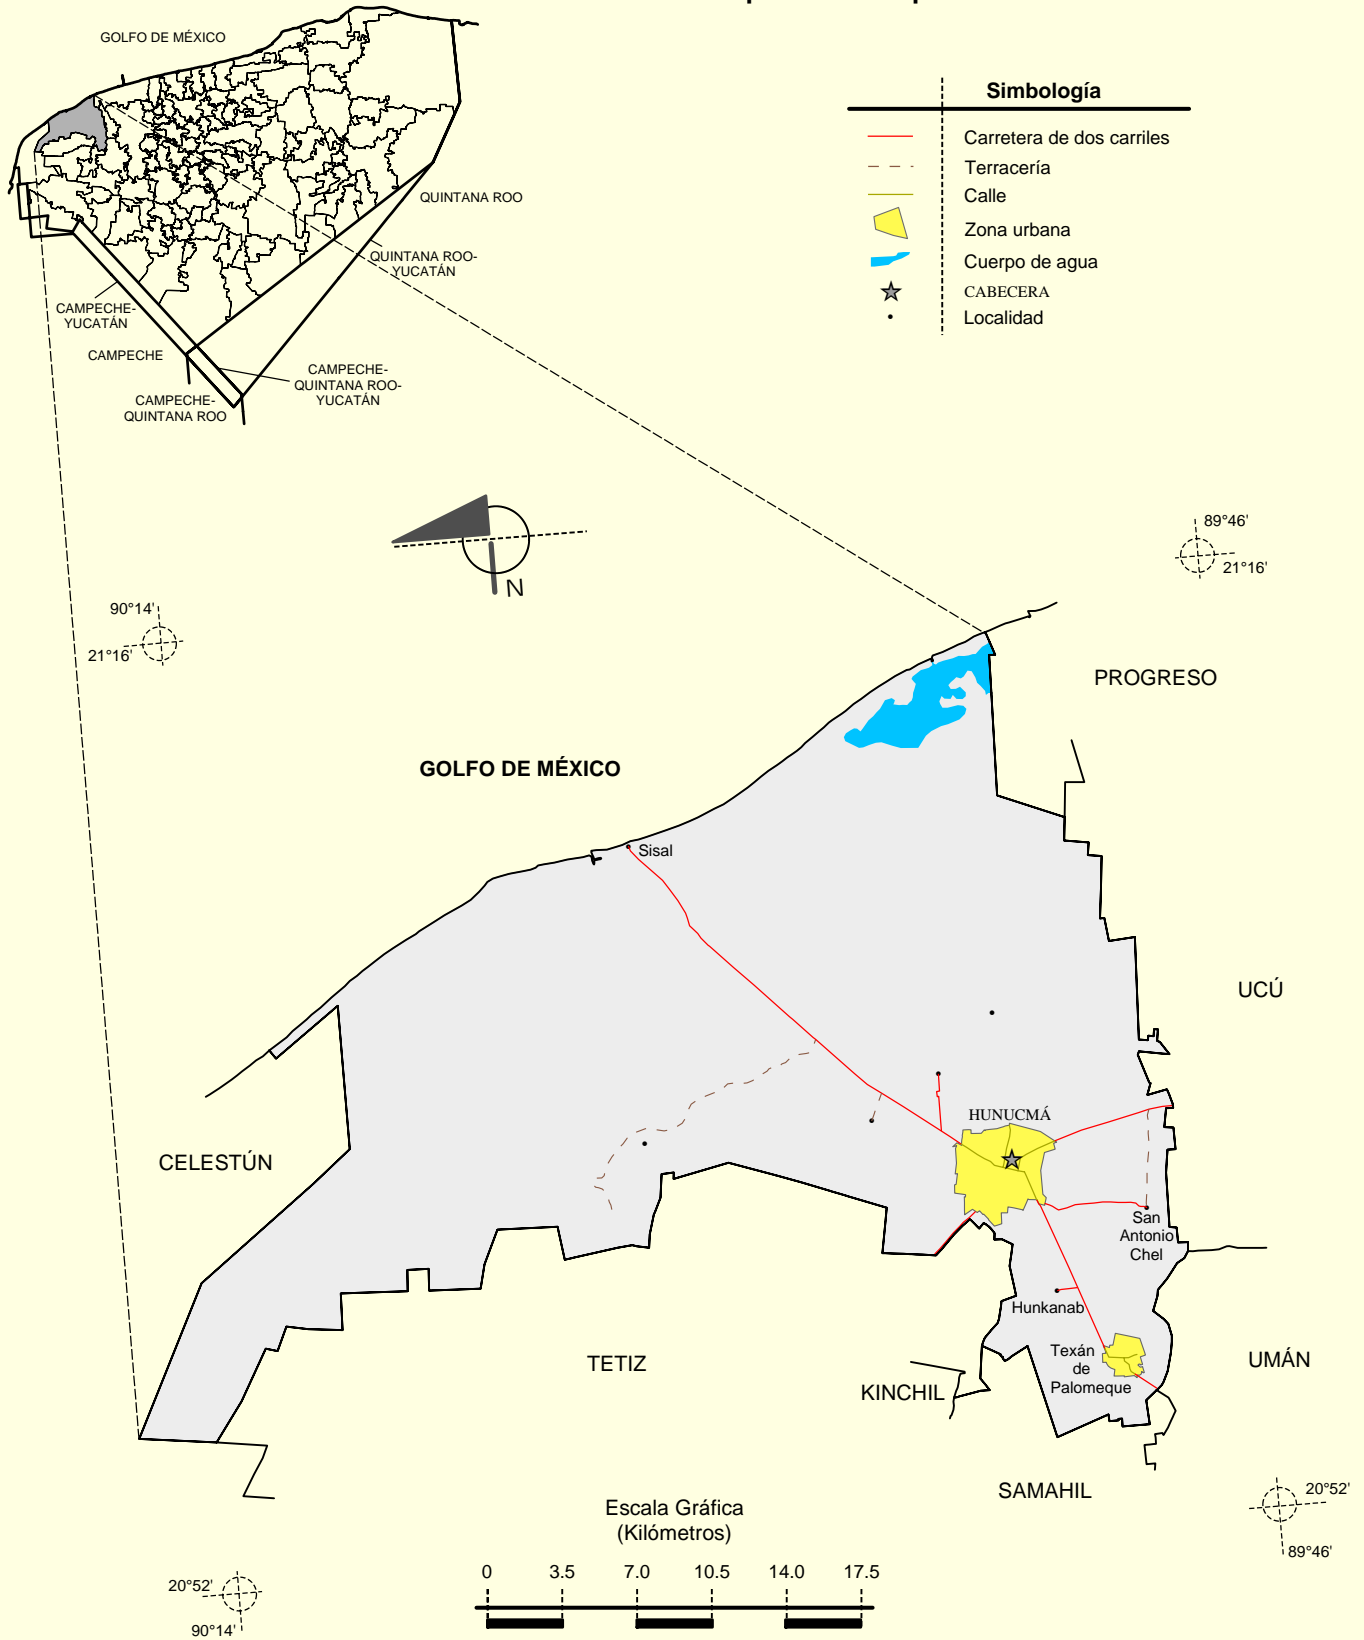 GOLFO DE MÉXICO
QUINTANA ROO
QUINTANA ROO-
YUCATÁN
CAMPECHE-
YUCATÁN
CAMPECHE
CAMPECHE-
QUINTANA ROO-
YUCATÁN
CAMPECHE-
QUINTANA ROO
Simbología
Carretera de dos carriles
Terracería
Calle
Zona urbana
Cuerpo de agua
CABECERA
Localidad
N
89°46'
21°16'
90°14'
21°16'
PROGRESO
GOLFO DE MÉXICO
Sisal
UCÚ
HUNUCMÁ
CELESTÚN
San
Antonio
Chel
Hunkanab
TETIZ
Texán
de
Palomeque
UMÁN
KINCHIL
SAMAHIL
20°52'
89°46'
Escala Gráfica
(Kilómetros)
0 3.5 7.0 10.5 14.0 17.5
20°52'
90°14'